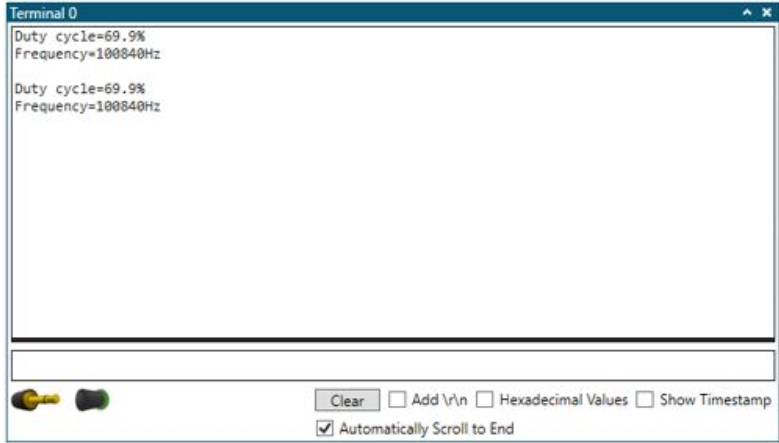 Terminal 0
Duty cycle=69.9%
Frequency=100840Hz
Duty cycle=69.9%
Frequency=100840Hz
Clear Add \r\n Hexadecimal Values Show Timestamp
Automatically Scroll to End